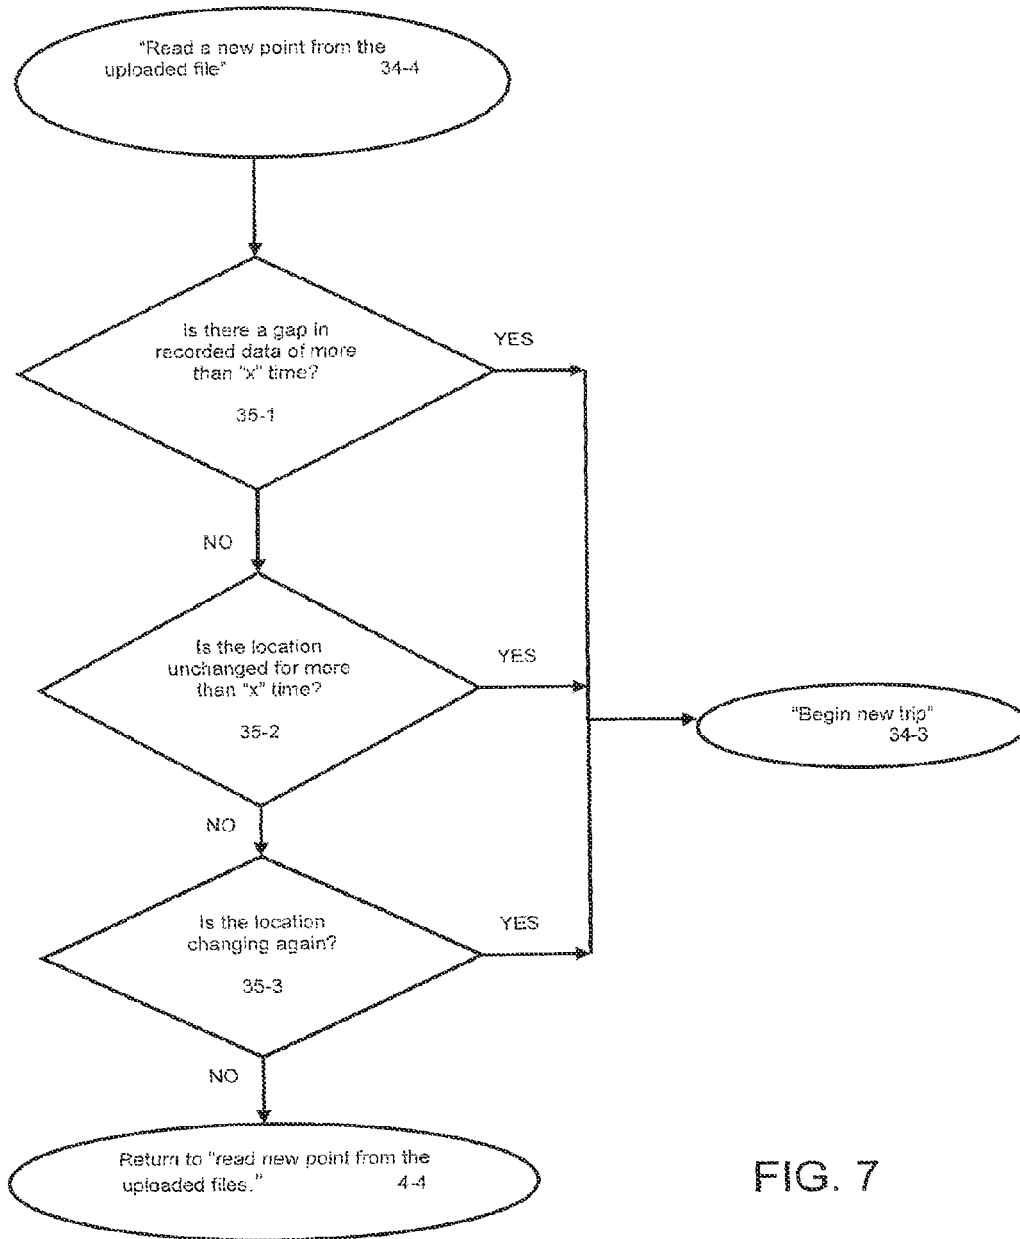 "Read a new point from the
uploaded file" 34-4
Is there a gap in
recorded data of more
than "x" time?
35-1
YES
NO
Is the location
unchanged for more
than "x" time?
35-2
YES
"Begin new trip"
34-3
NO
Is the location
changing again?
35-3
YES
NO
Return to "read new point from the
uploaded files." 4-4
FIG. 7